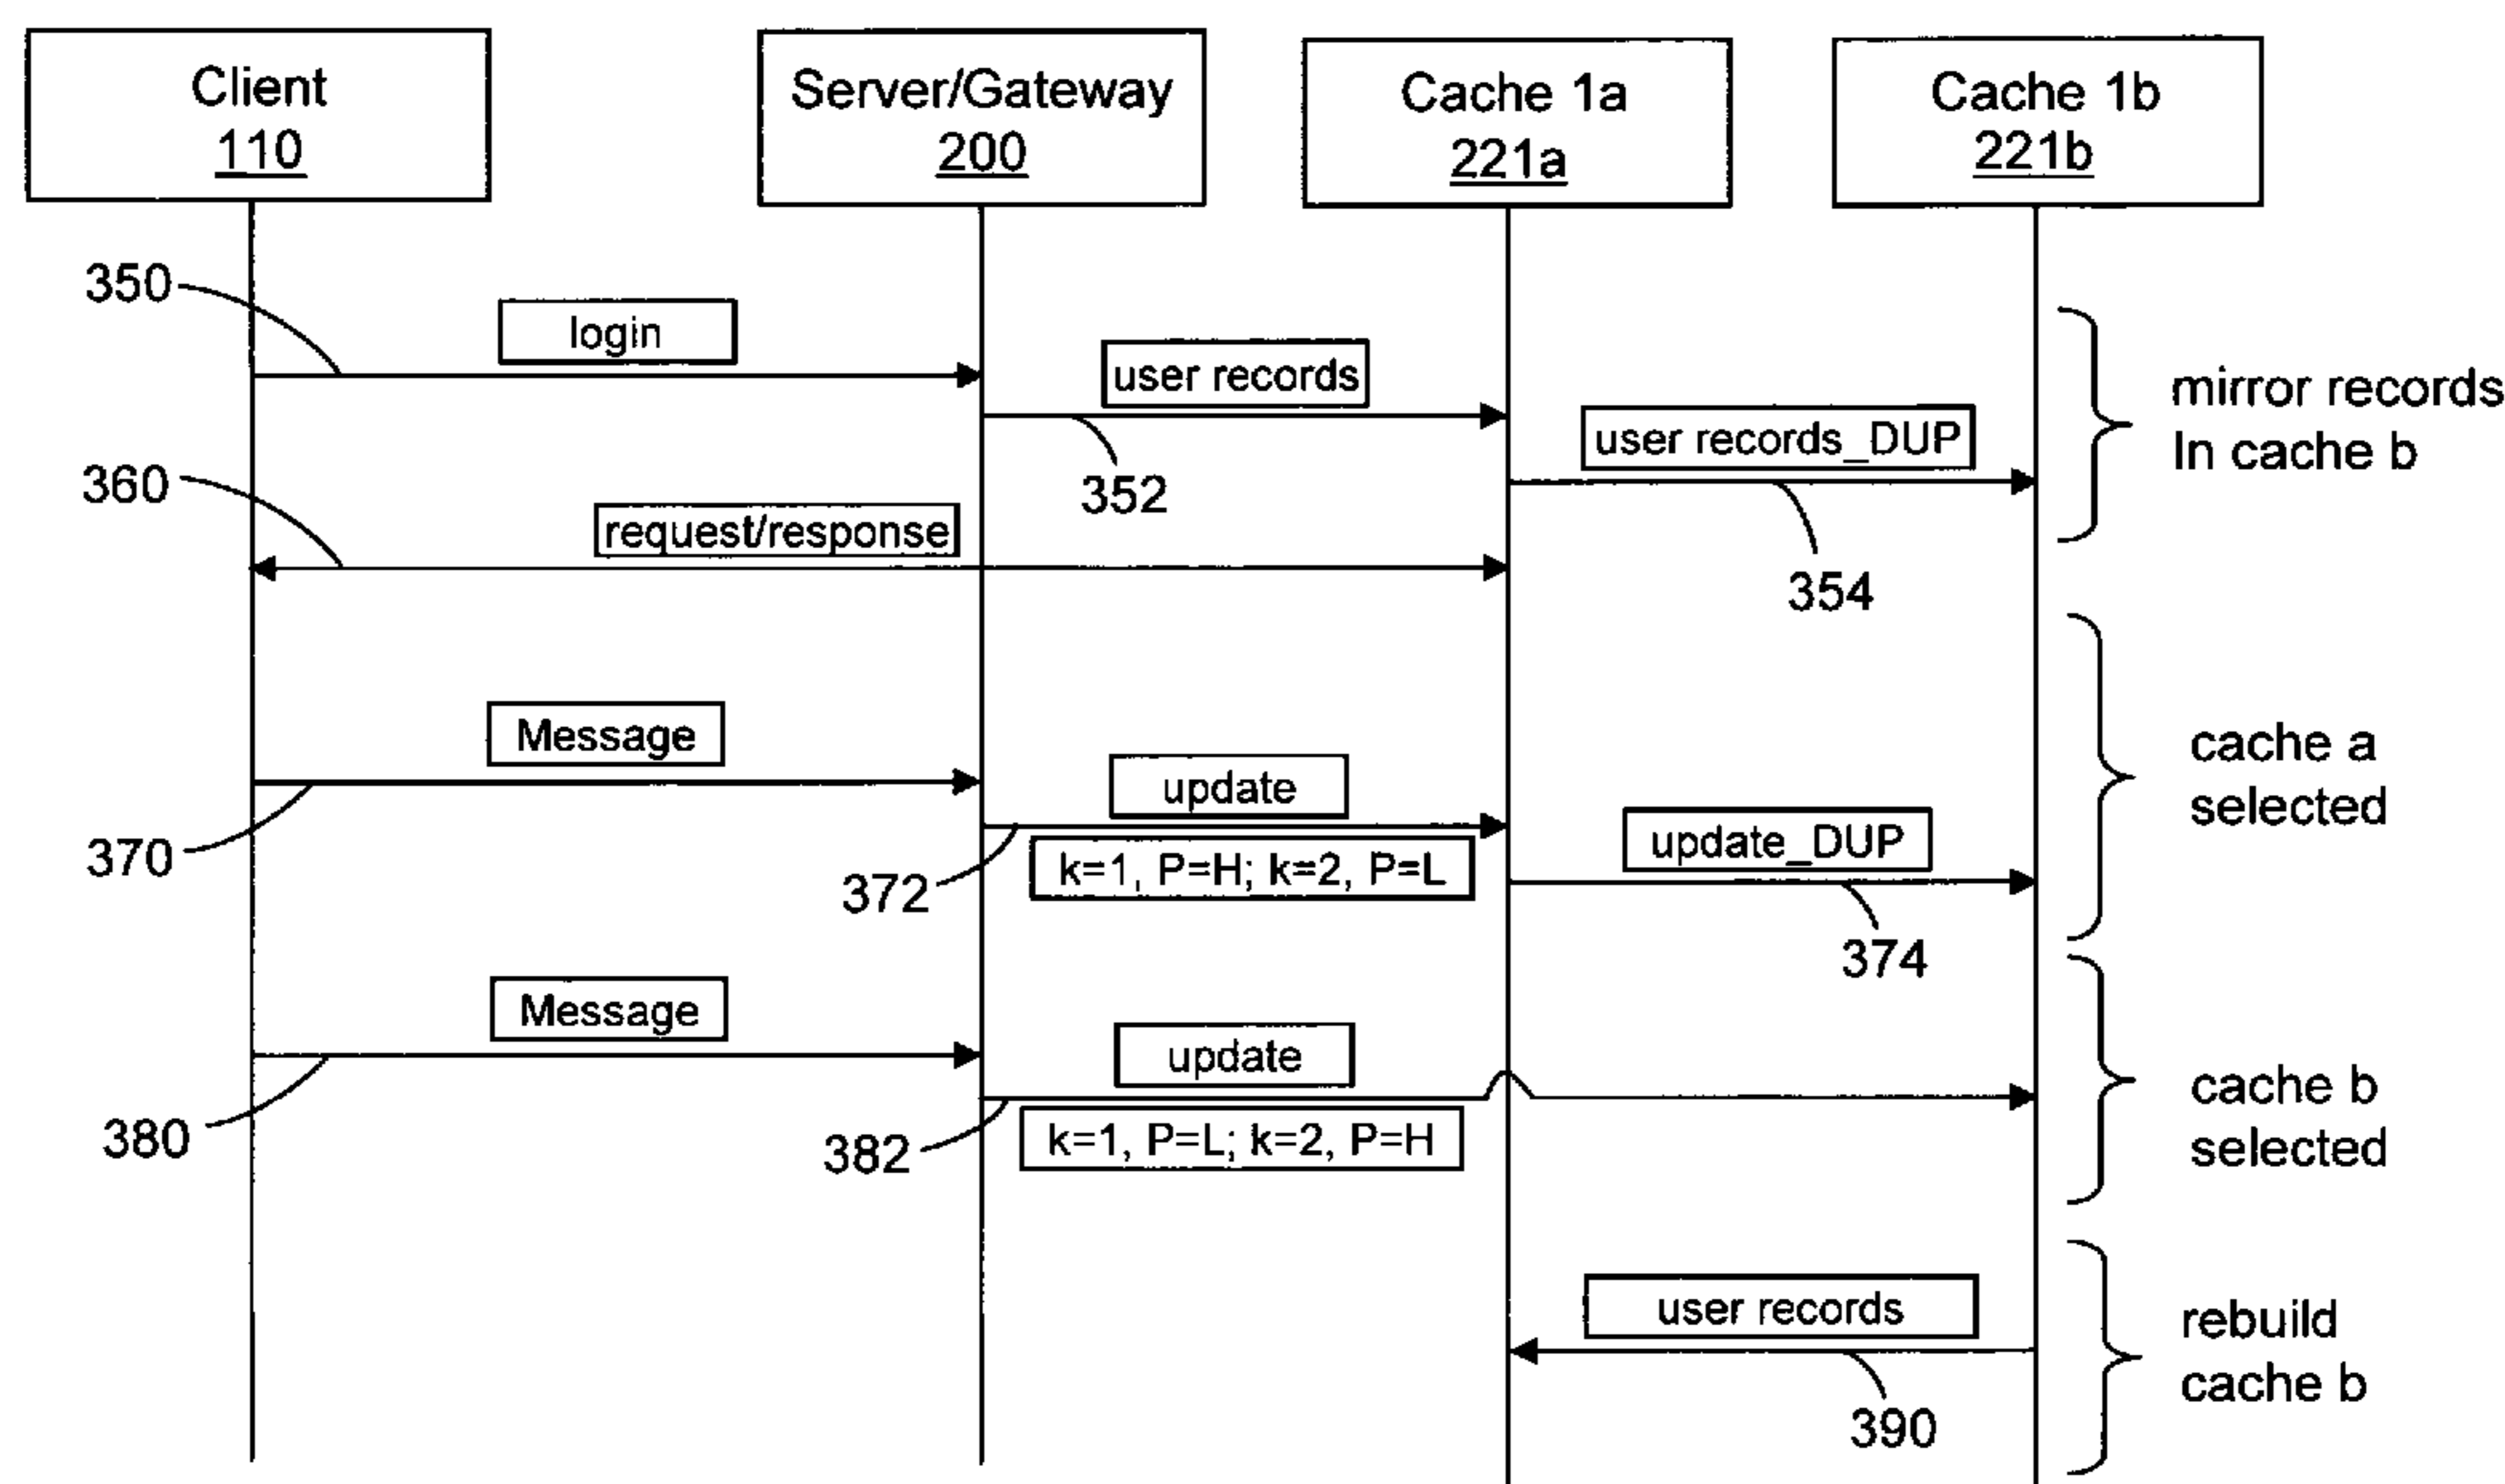 Client
110
Server/Gateway
200
Cache 1a
221a
Cache 1b
221b
350
login
user records
user records_DUP
mirror records
In cache b
352
360
request/response
354
Message
cache a
selected
update
370
372
k=1, P=H; k=2, P=L
update_DUP
374
Message
update
cache b
selected
380
382
k=1, P=L; k=2, P=H
user records
rebuild
cache b
390